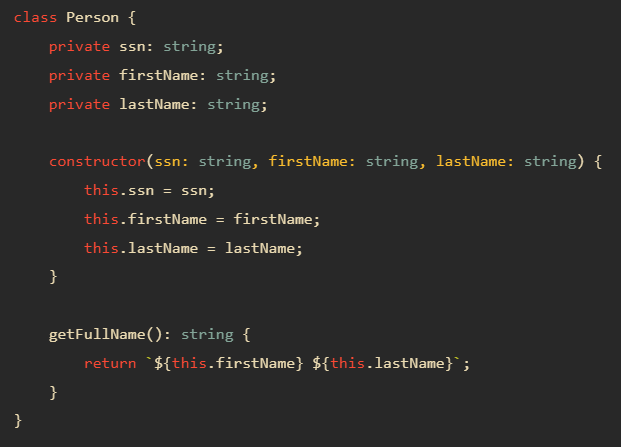 class Person {
    private ssn: string;
    private firstName: string;
    private lastName: string;

    constructor(ssn: string, firstName: string, lastName: string) {
        this.ssn = ssn;
        this.firstName = firstName;
        this.lastName = lastName;
    }

    getFullName(): string {
        return `${this.firstName} ${this.lastName}`;
    }
}